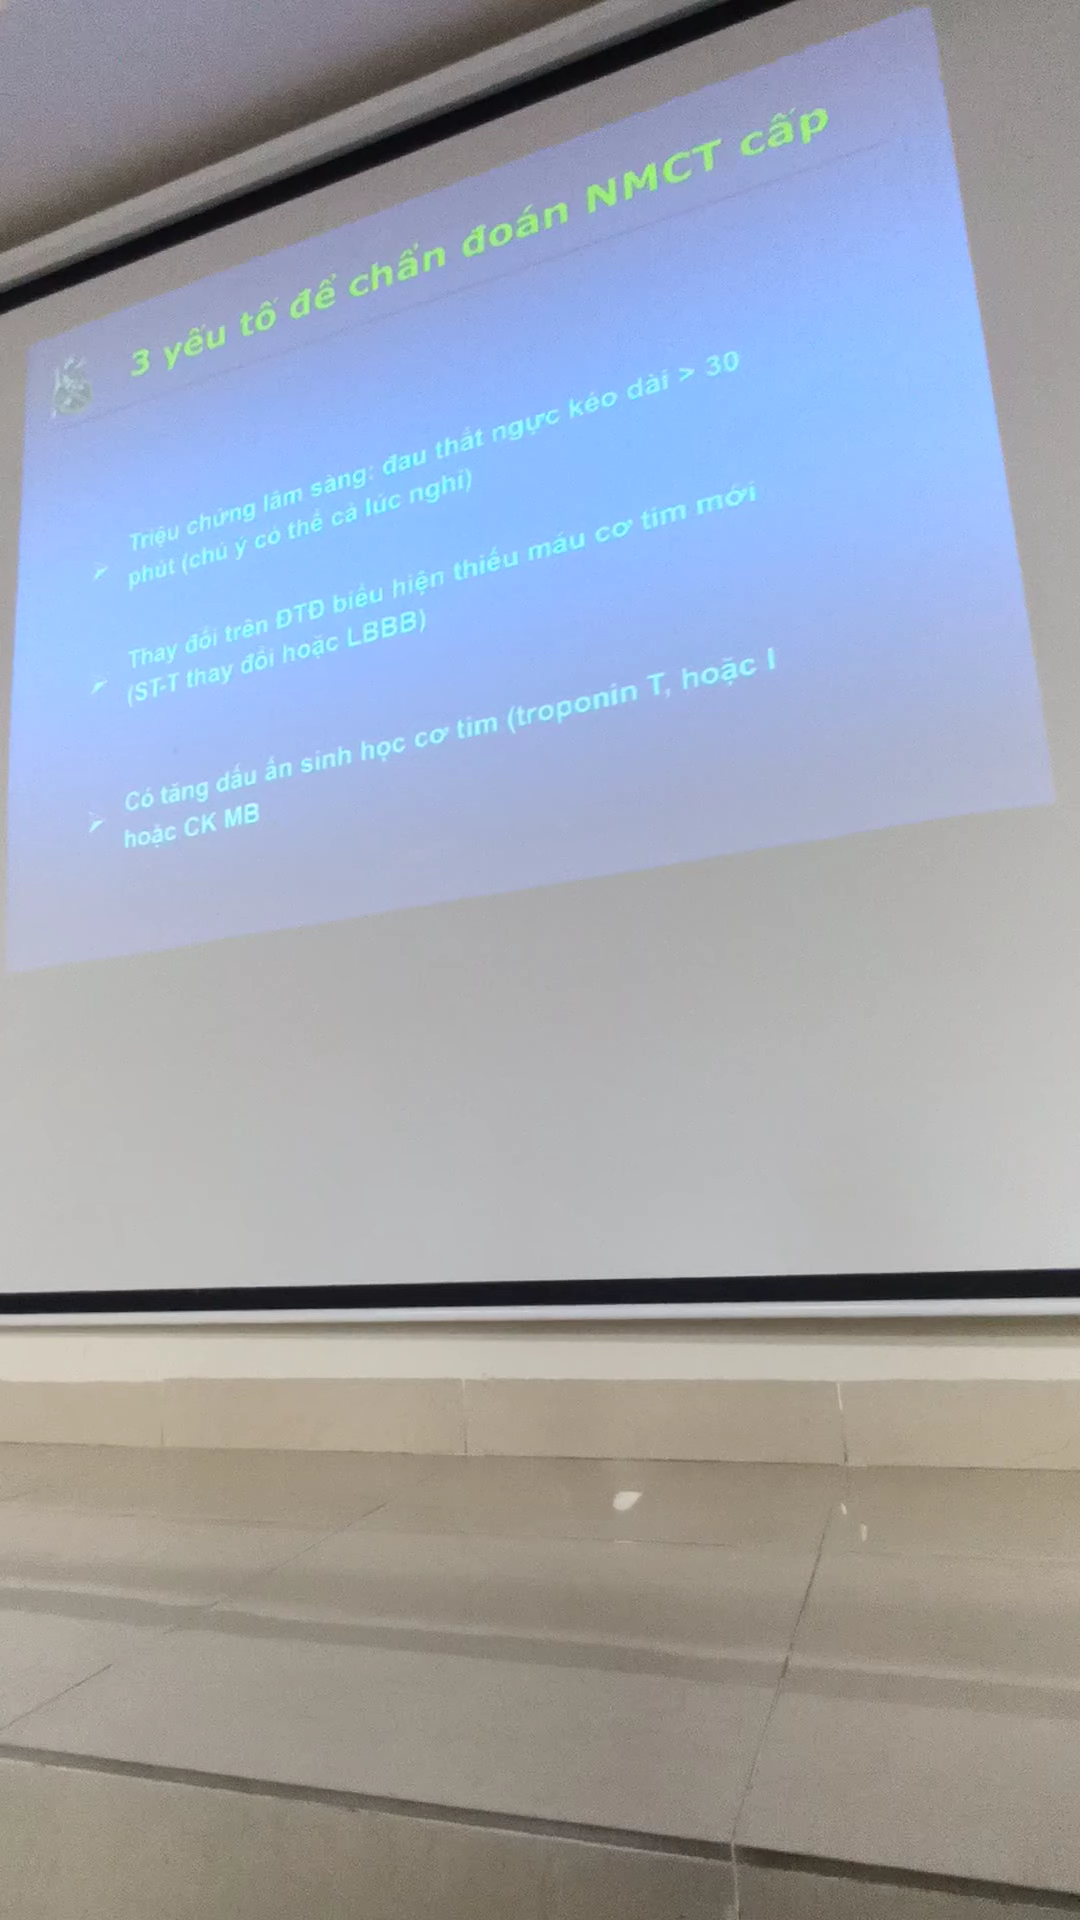 3 yếu tố để chẩn đoán NMCT cấp
Triệu chứng lâm sàng: đau thắt ngực kéo dài > 30
phút (chú ý có thể cả lúc nghỉ)
Thay đổi trên ĐTĐ biểu hiện thiếu máu cơ tim mới
(ST-T thay đổi hoặc LBBB)
Có tăng dấu ấn sinh học cơ tim (troponin T, hoặc I
hoặc CK MB